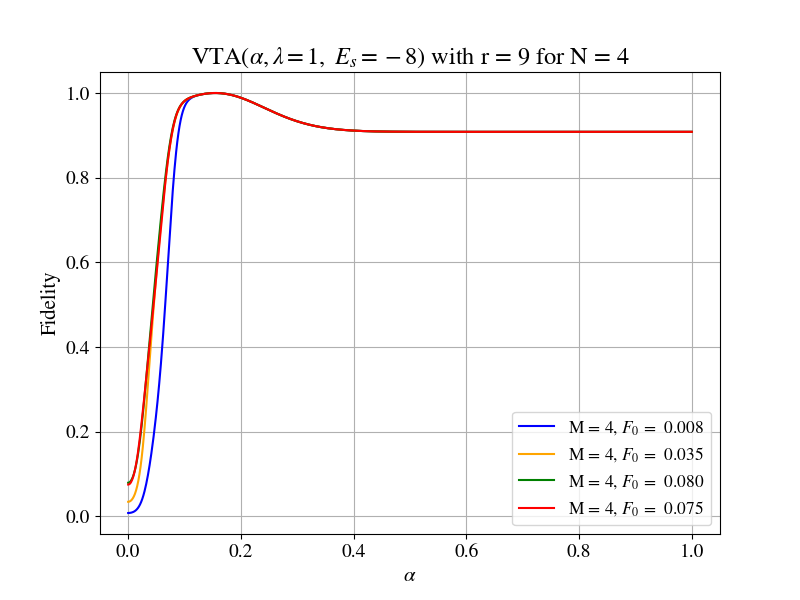 VTA(α, λ = 1, E_s = −8) with r = 9 for N = 4
Fidelity
1.0
0.8
0.6
0.4
0.2
0.0
0.0 0.2 0.4 0.6 0.8 1.0
α
M = 4, F_0 = 0.008
M = 4, F_0 = 0.035
M = 4, F_0 = 0.080
M = 4, F_0 = 0.075